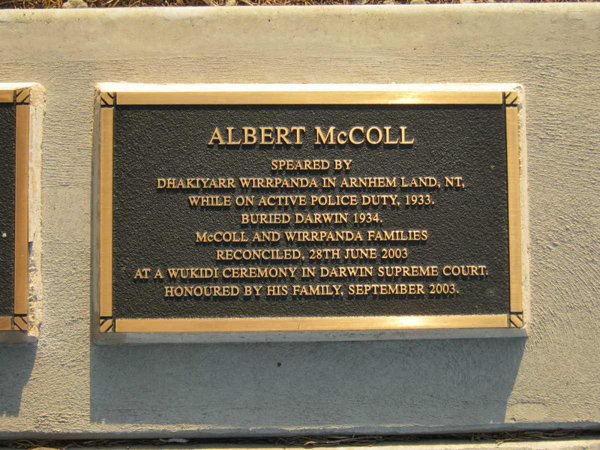 ALBERT McCOLL
SPEARED BY
DHAKIYARR WIRRPANDA IN ARNHEM LAND, NT,
WHILE ON ACTIVE POLICE DUTY, 1933.
BURIED DARWIN 1934.
McCOLL AND WIRRPANDA FAMILIES
RECONCILED, 28TH JUNE 2003
AT A WUKIDI CEREMONY IN DARWIN SUPREME COURT.
HONOURED BY HIS FAMILY, SEPTEMBER 2003.